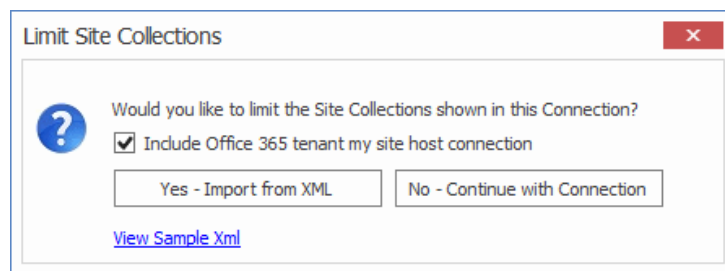 Limit Site Collections
Would you like to limit the Site Collections shown in this Connection?
Include Office 365 tenant my site host connection
Yes - Import from XML
No - Continue with Connection
View Sample Xml